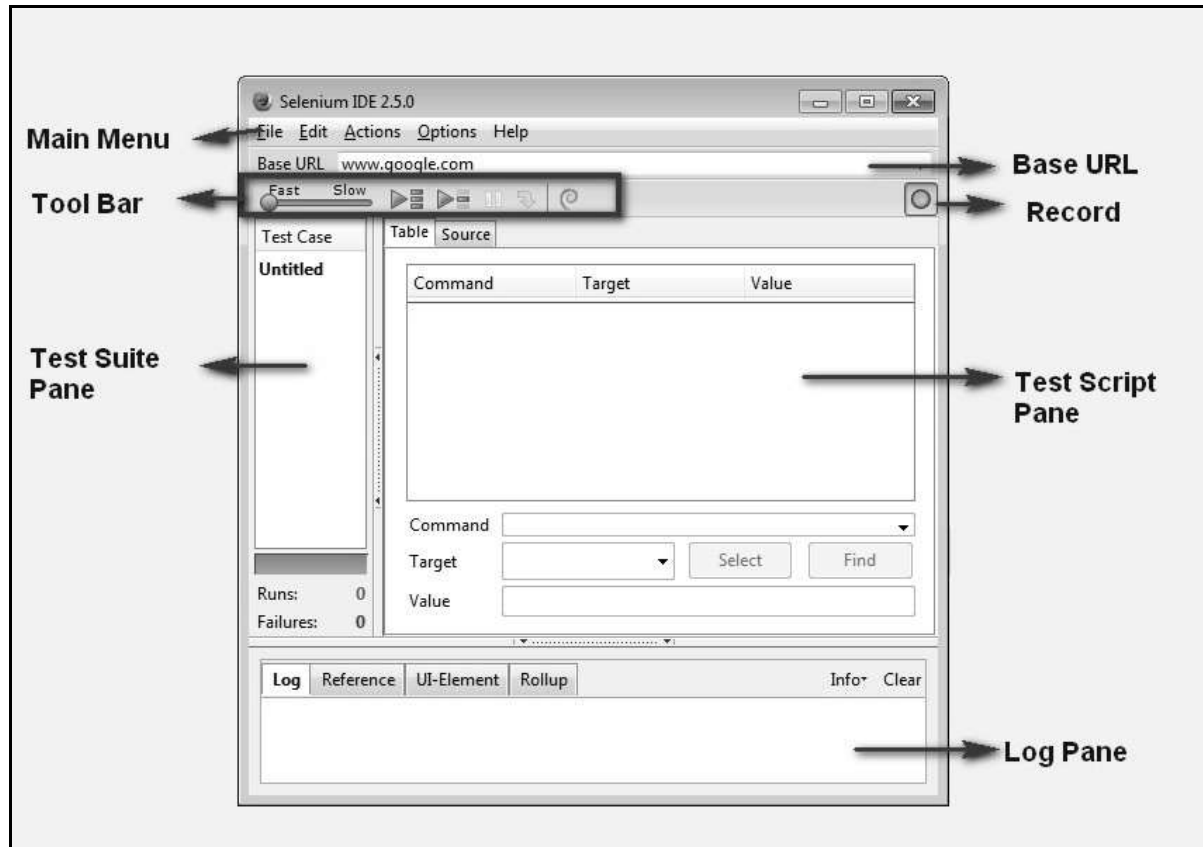 Selenium IDE 2.5.0
Main Menu
File Edit Actions Options Help
Base URL www.google.com
Base URL
Tool Bar
Fast Slow
Record
Test Case
Table Source
Untitled
Command Target Value
Test Suite
Pane
Test Script
Pane
Command
Target Select Find
Runs: 0
Value
Failures: 0
Log Reference UI-Element Rollup Info Clear
Log Pane